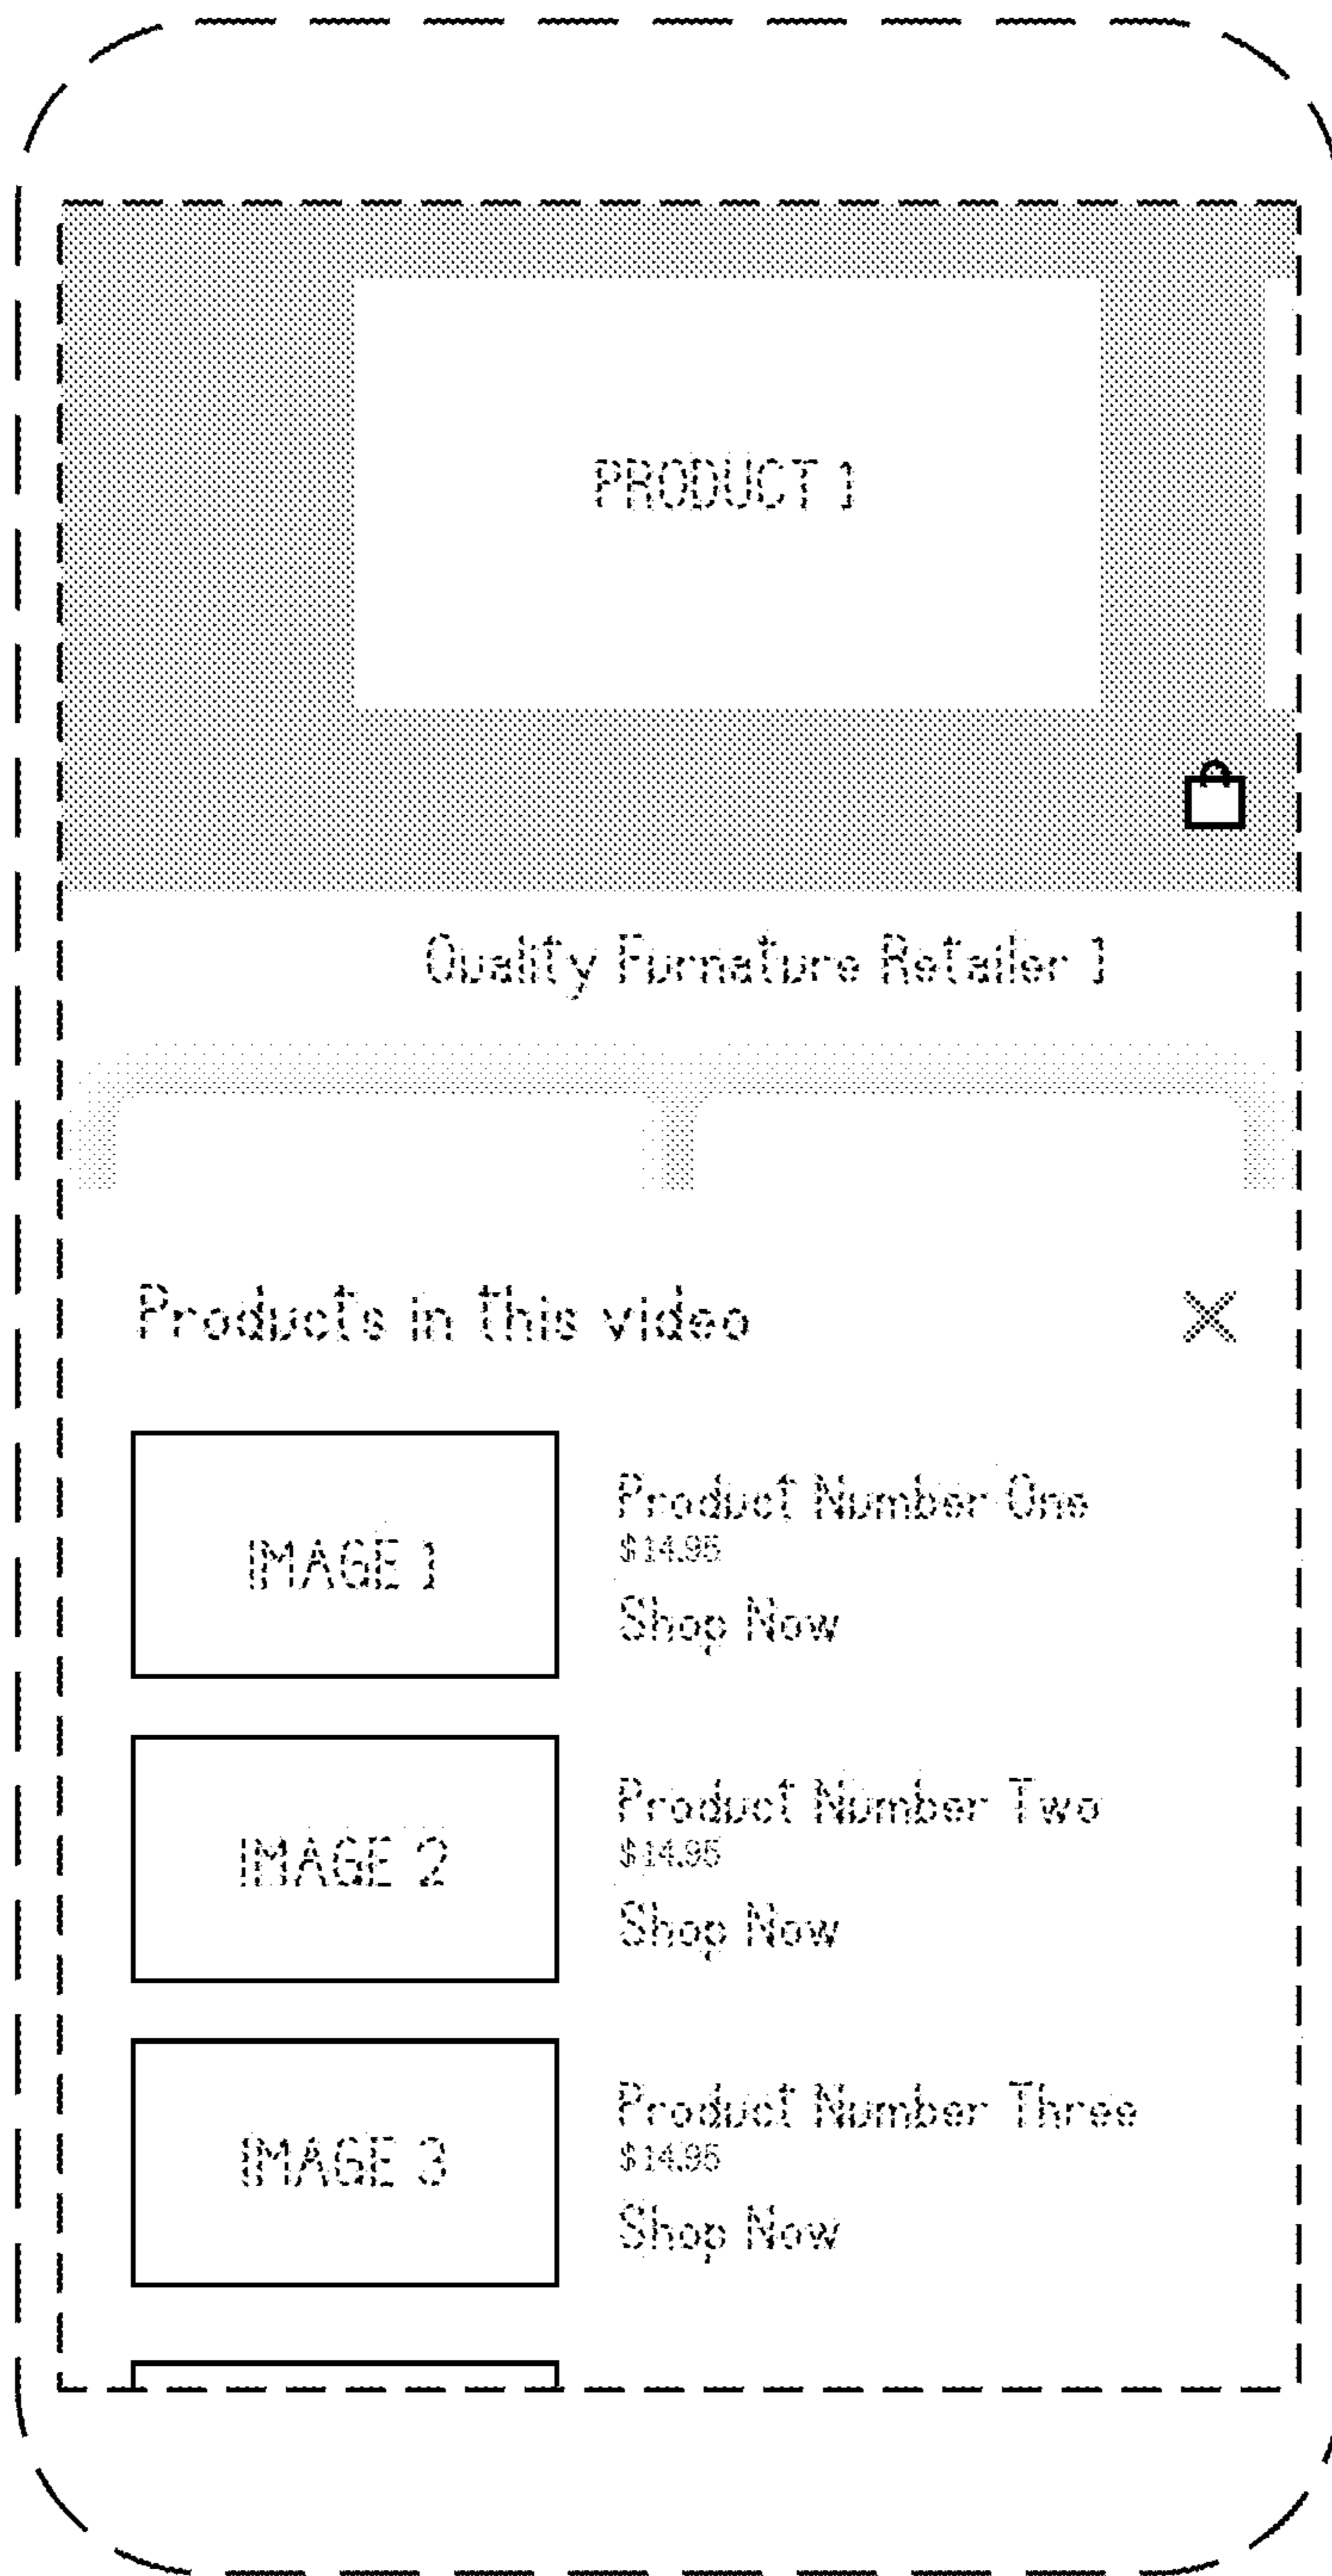 PRODUCT 1
Quality Furnature Retailer 1
Products in this video
IMAGE 1
Product Number One
$14.95
Shop Now
IMAGE 2
Product Number Two
$14.95
Shop Now
IMAGE 3
Product Number Three
$14.95
Shop Now